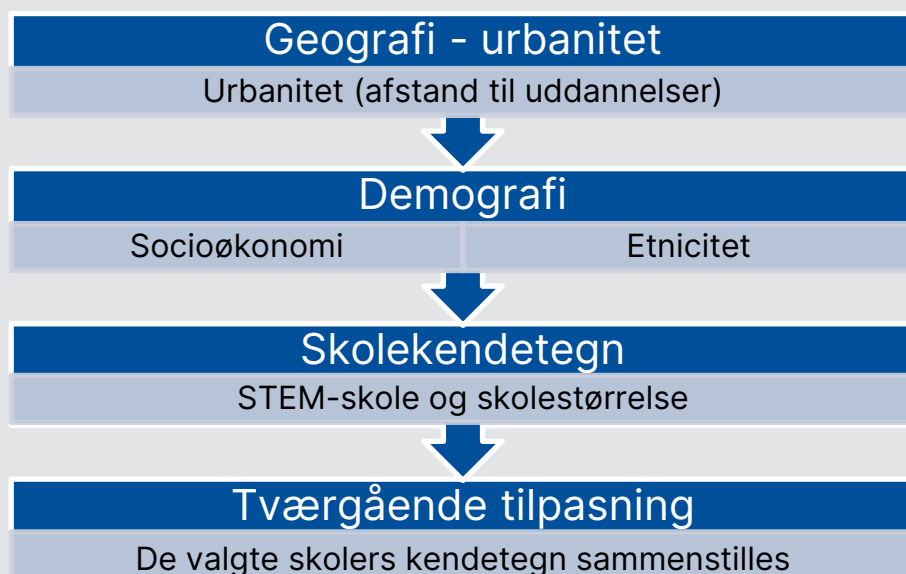 Geografi - urbanitet
Urbanitet (afstand til uddannelser)
Demografi
Socioøkonomi
Etnicitet
Skolekendetegn
STEM-skole og skolestørrelse
Tværgående tilpasning
De valgte skolers kendetegn sammenstilles